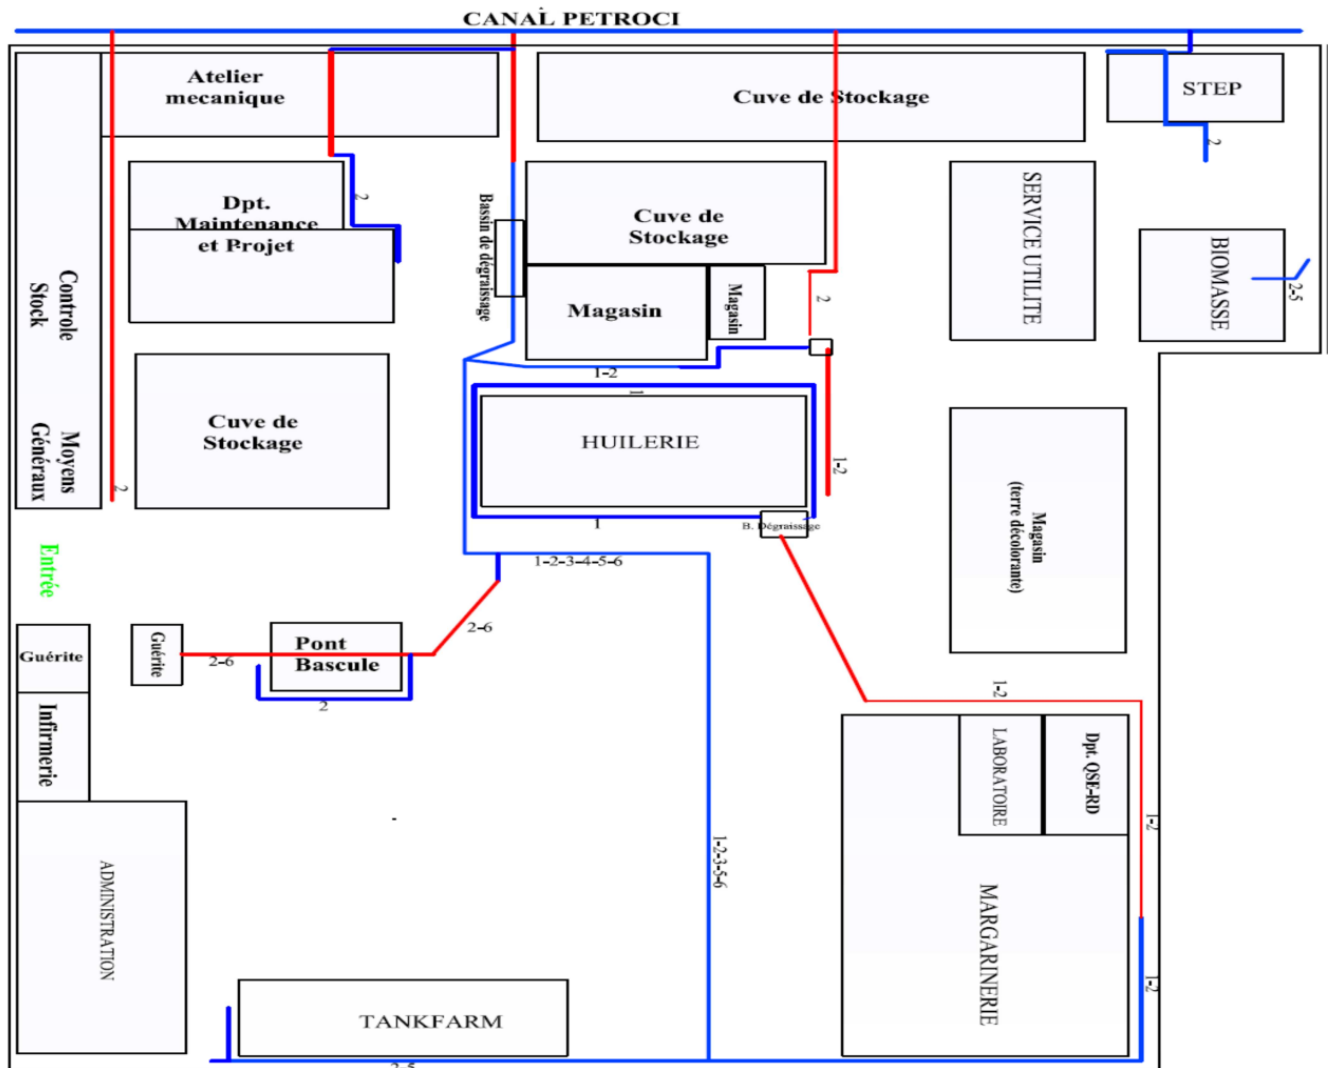 CANAL PETROCI
Atelier
mecanique
Cuve de Stockage
STEP
2
Dpt.
Maintenance
et Projet
2
Bassin de dégraissage
Cuve de
Stockage
SERVICE UTILITE
BIOMASSE
2-5
Controle
Stock
Magasin
Magasin
2
1-2
Cuve de
Stockage
1
HUILERIE
1-2
Moyens
Généraux
2
1
B. Dégraissage
Magasin
(terre décolorante)
Entrée
1-2-3-4-5-6
Guérite
Guérite
2-6
Pont
Bascule
2-6
2
1-2
Infirmerie
LABORATOIRE
Dpt. QSE-RD
1-2
1-2-3-5-6
ADMINISTRATION
MARGARINERIE
1-2
TANKFARM
2-5